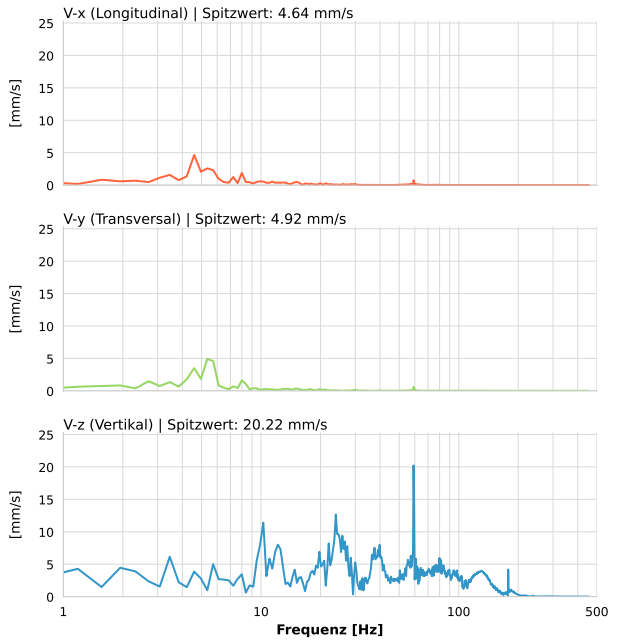 V-x (Longitudinal) | Spitzwert: 4.64 mm/s
25
20
15
10
5
0
[mm/s]
V-y (Transversal) | Spitzwert: 4.92 mm/s
25
20
15
10
5
0
[mm/s]
V-z (Vertikal) | Spitzwert: 20.22 mm/s
25
20
15
10
5
0
[mm/s]
1 10 100 500
Frequenz [Hz]